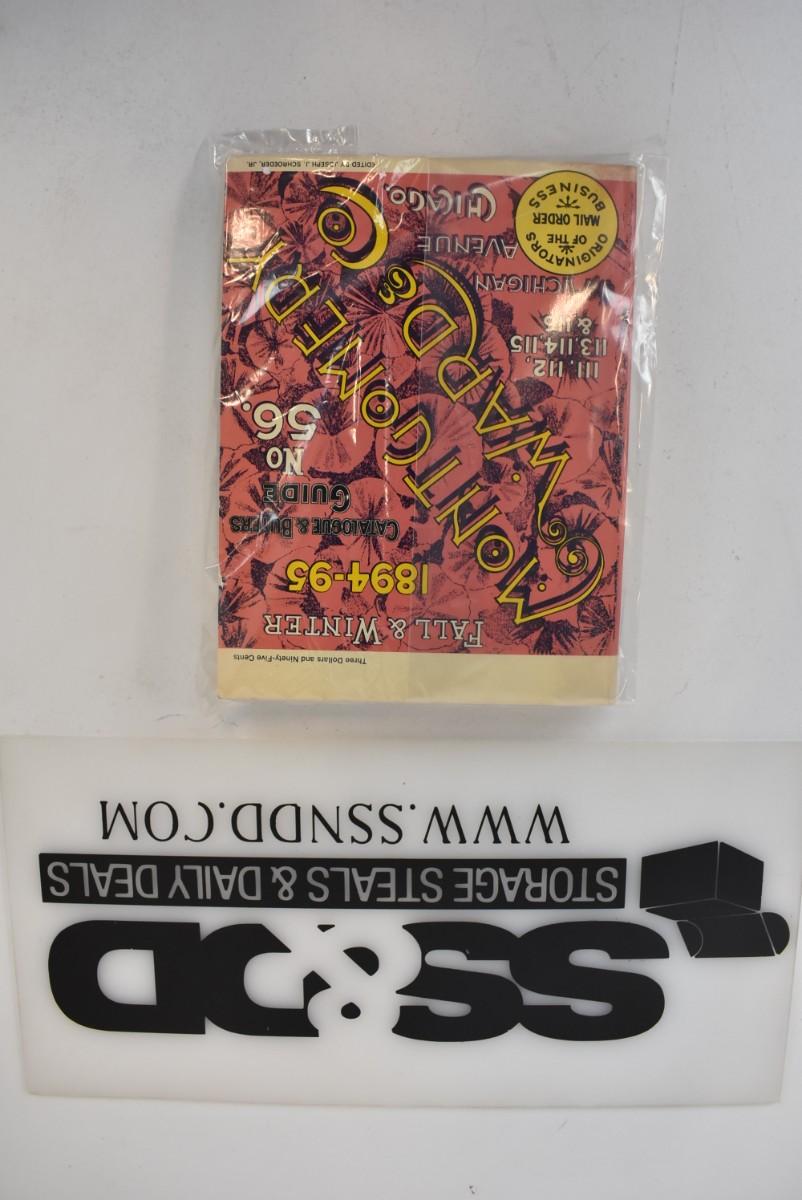 Three Dollars and Ninety-Five Cents
FALL & WINTER
1894-95
CATALOGUE & BUYERS
GUIDE
No.
56.
MONTGOMERY
WARD &
Co
111, 112,
113, 114, 115
& 116
MICHIGAN
AVENUE
CHICAGO.
ORIGINATORS
OF THE
MAIL ORDER
BUSINESS
EDITED BY JOSEPH J. SCHROEDER, JR.
SS&DD
STORAGE STEALS & DAILY DEALS
WWW.SSNDD.COM